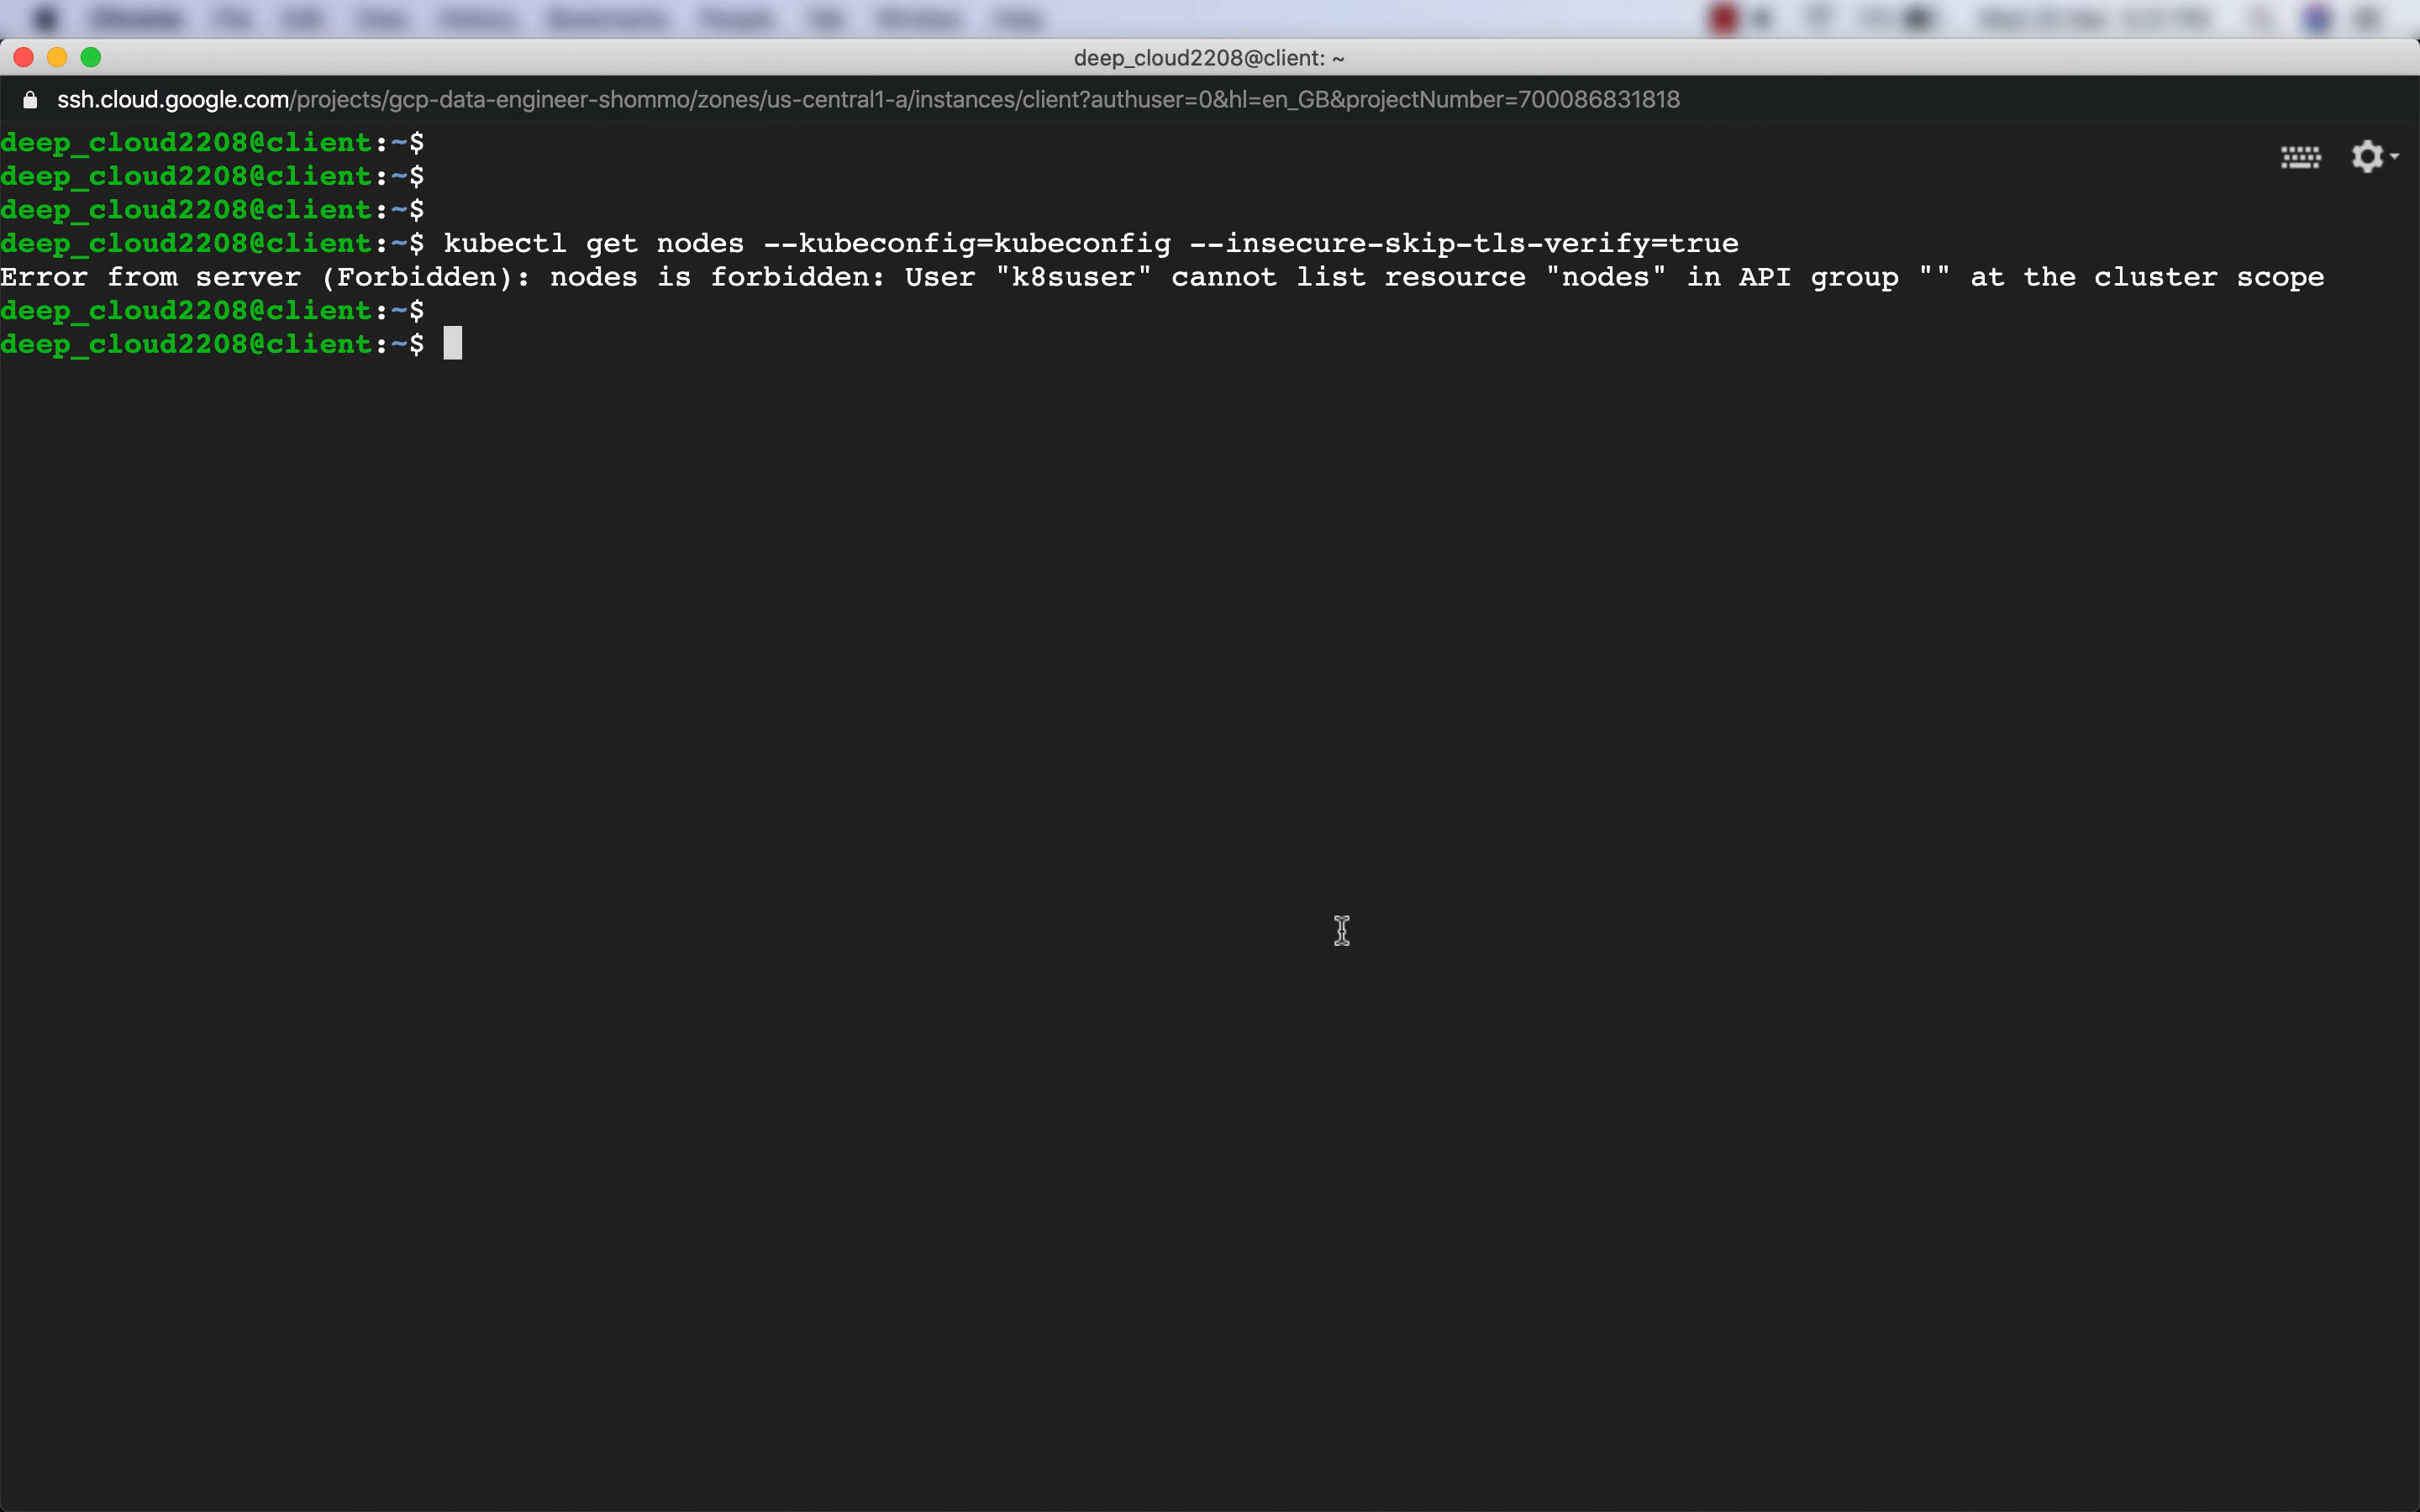 deep_cloud2208@client: ~
ssh.cloud.google.com/projects/gcp-data-engineer-shommo/zones/us-central1-a/instances/client?authuser=0&hl=en_GB&projectNumber=700086831818
deep_cloud2208@client:~$
deep_cloud2208@client:~$
deep_cloud2208@client:~$
deep_cloud2208@client:~$ kubectl get nodes --kubeconfig=kubeconfig --insecure-skip-tls-verify=true
Error from server (Forbidden): nodes is forbidden: User "k8suser" cannot list resource "nodes" in API group "" at the cluster scope
deep_cloud2208@client:~$
deep_cloud2208@client:~$